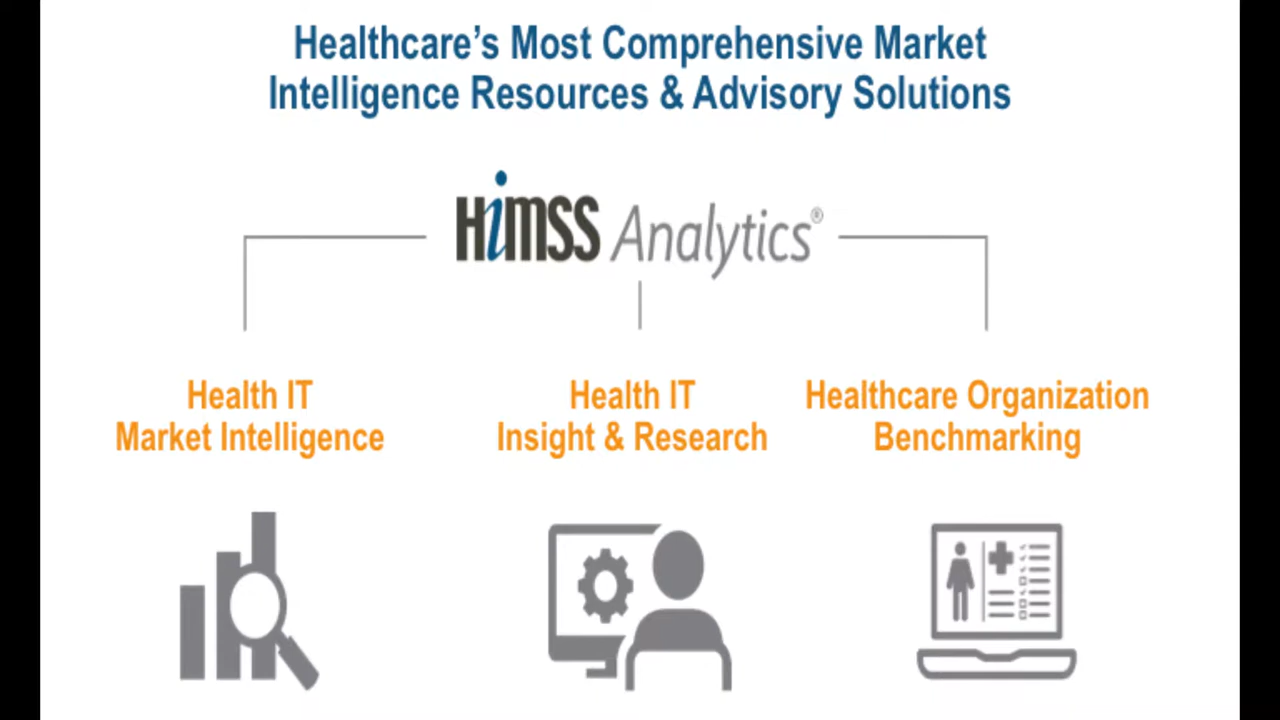 Healthcare’s Most Comprehensive Market
Intelligence Resources & Advisory Solutions
HiMSS Analytics®
Health IT
Market Intelligence
Health IT
Insight & Research
Healthcare Organization
Benchmarking